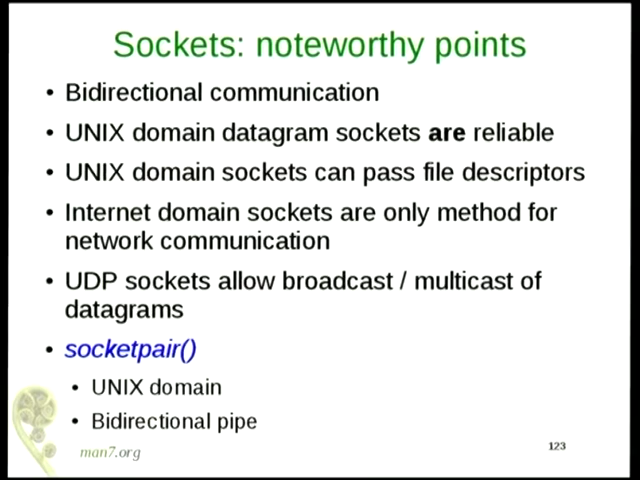 Sockets: noteworthy points
• Bidirectional communication
• UNIX domain datagram sockets are reliable
• UNIX domain sockets can pass file descriptors
• Internet domain sockets are only method for
network communication
• UDP sockets allow broadcast / multicast of
datagrams
• socketpair()
• UNIX domain
• Bidirectional pipe
man7.org
123